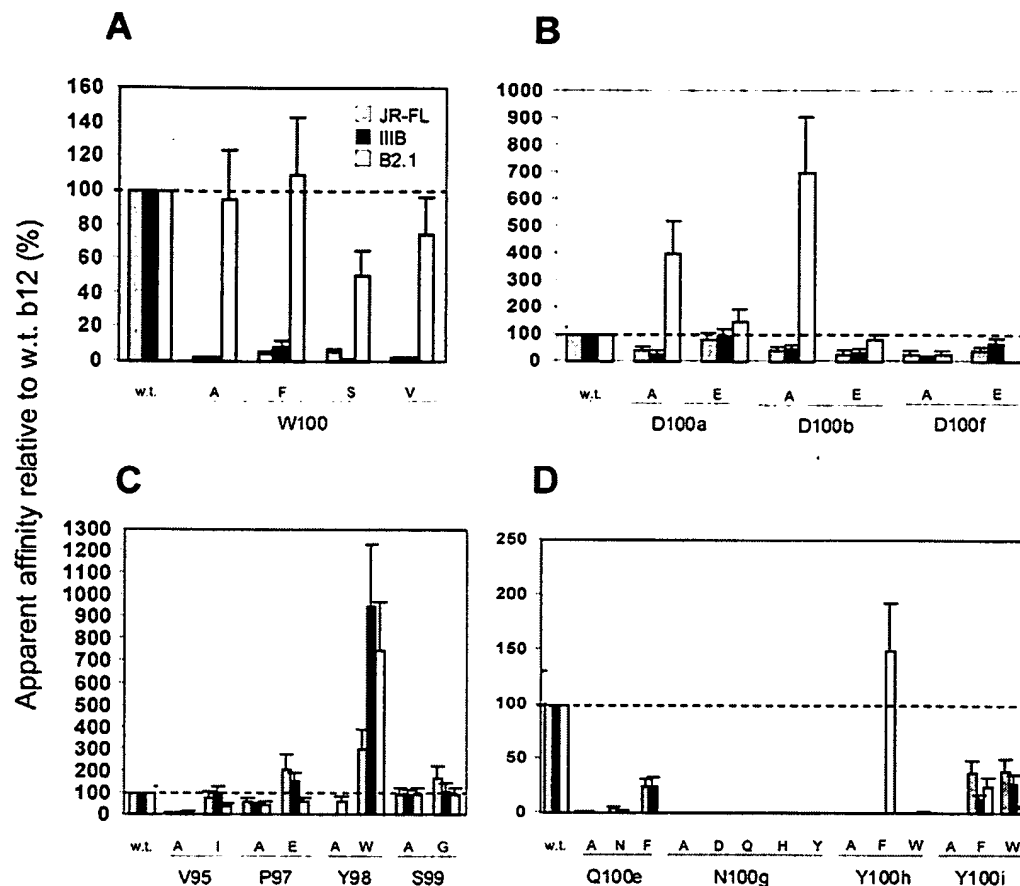 A
B
Apparent affinity relative to w.t. b12 (%)
160
140
120
100
80
60
40
20
0
JR-FL
IIIB
B2.1
w.t. A F S V
W100
1000
900
800
700
600
500
400
300
200
100
0
w.t. A E A E A E
D100a D100b D100f
C
D
1300
1200
1100
1000
900
800
700
600
500
400
300
200
100
0
w.t. A I A E A W A G
V95 P97 Y98 S99
250
200
150
100
50
0
w.t. A N F A D Q H Y A F W A F W
Q100e N100g Y100h Y100i